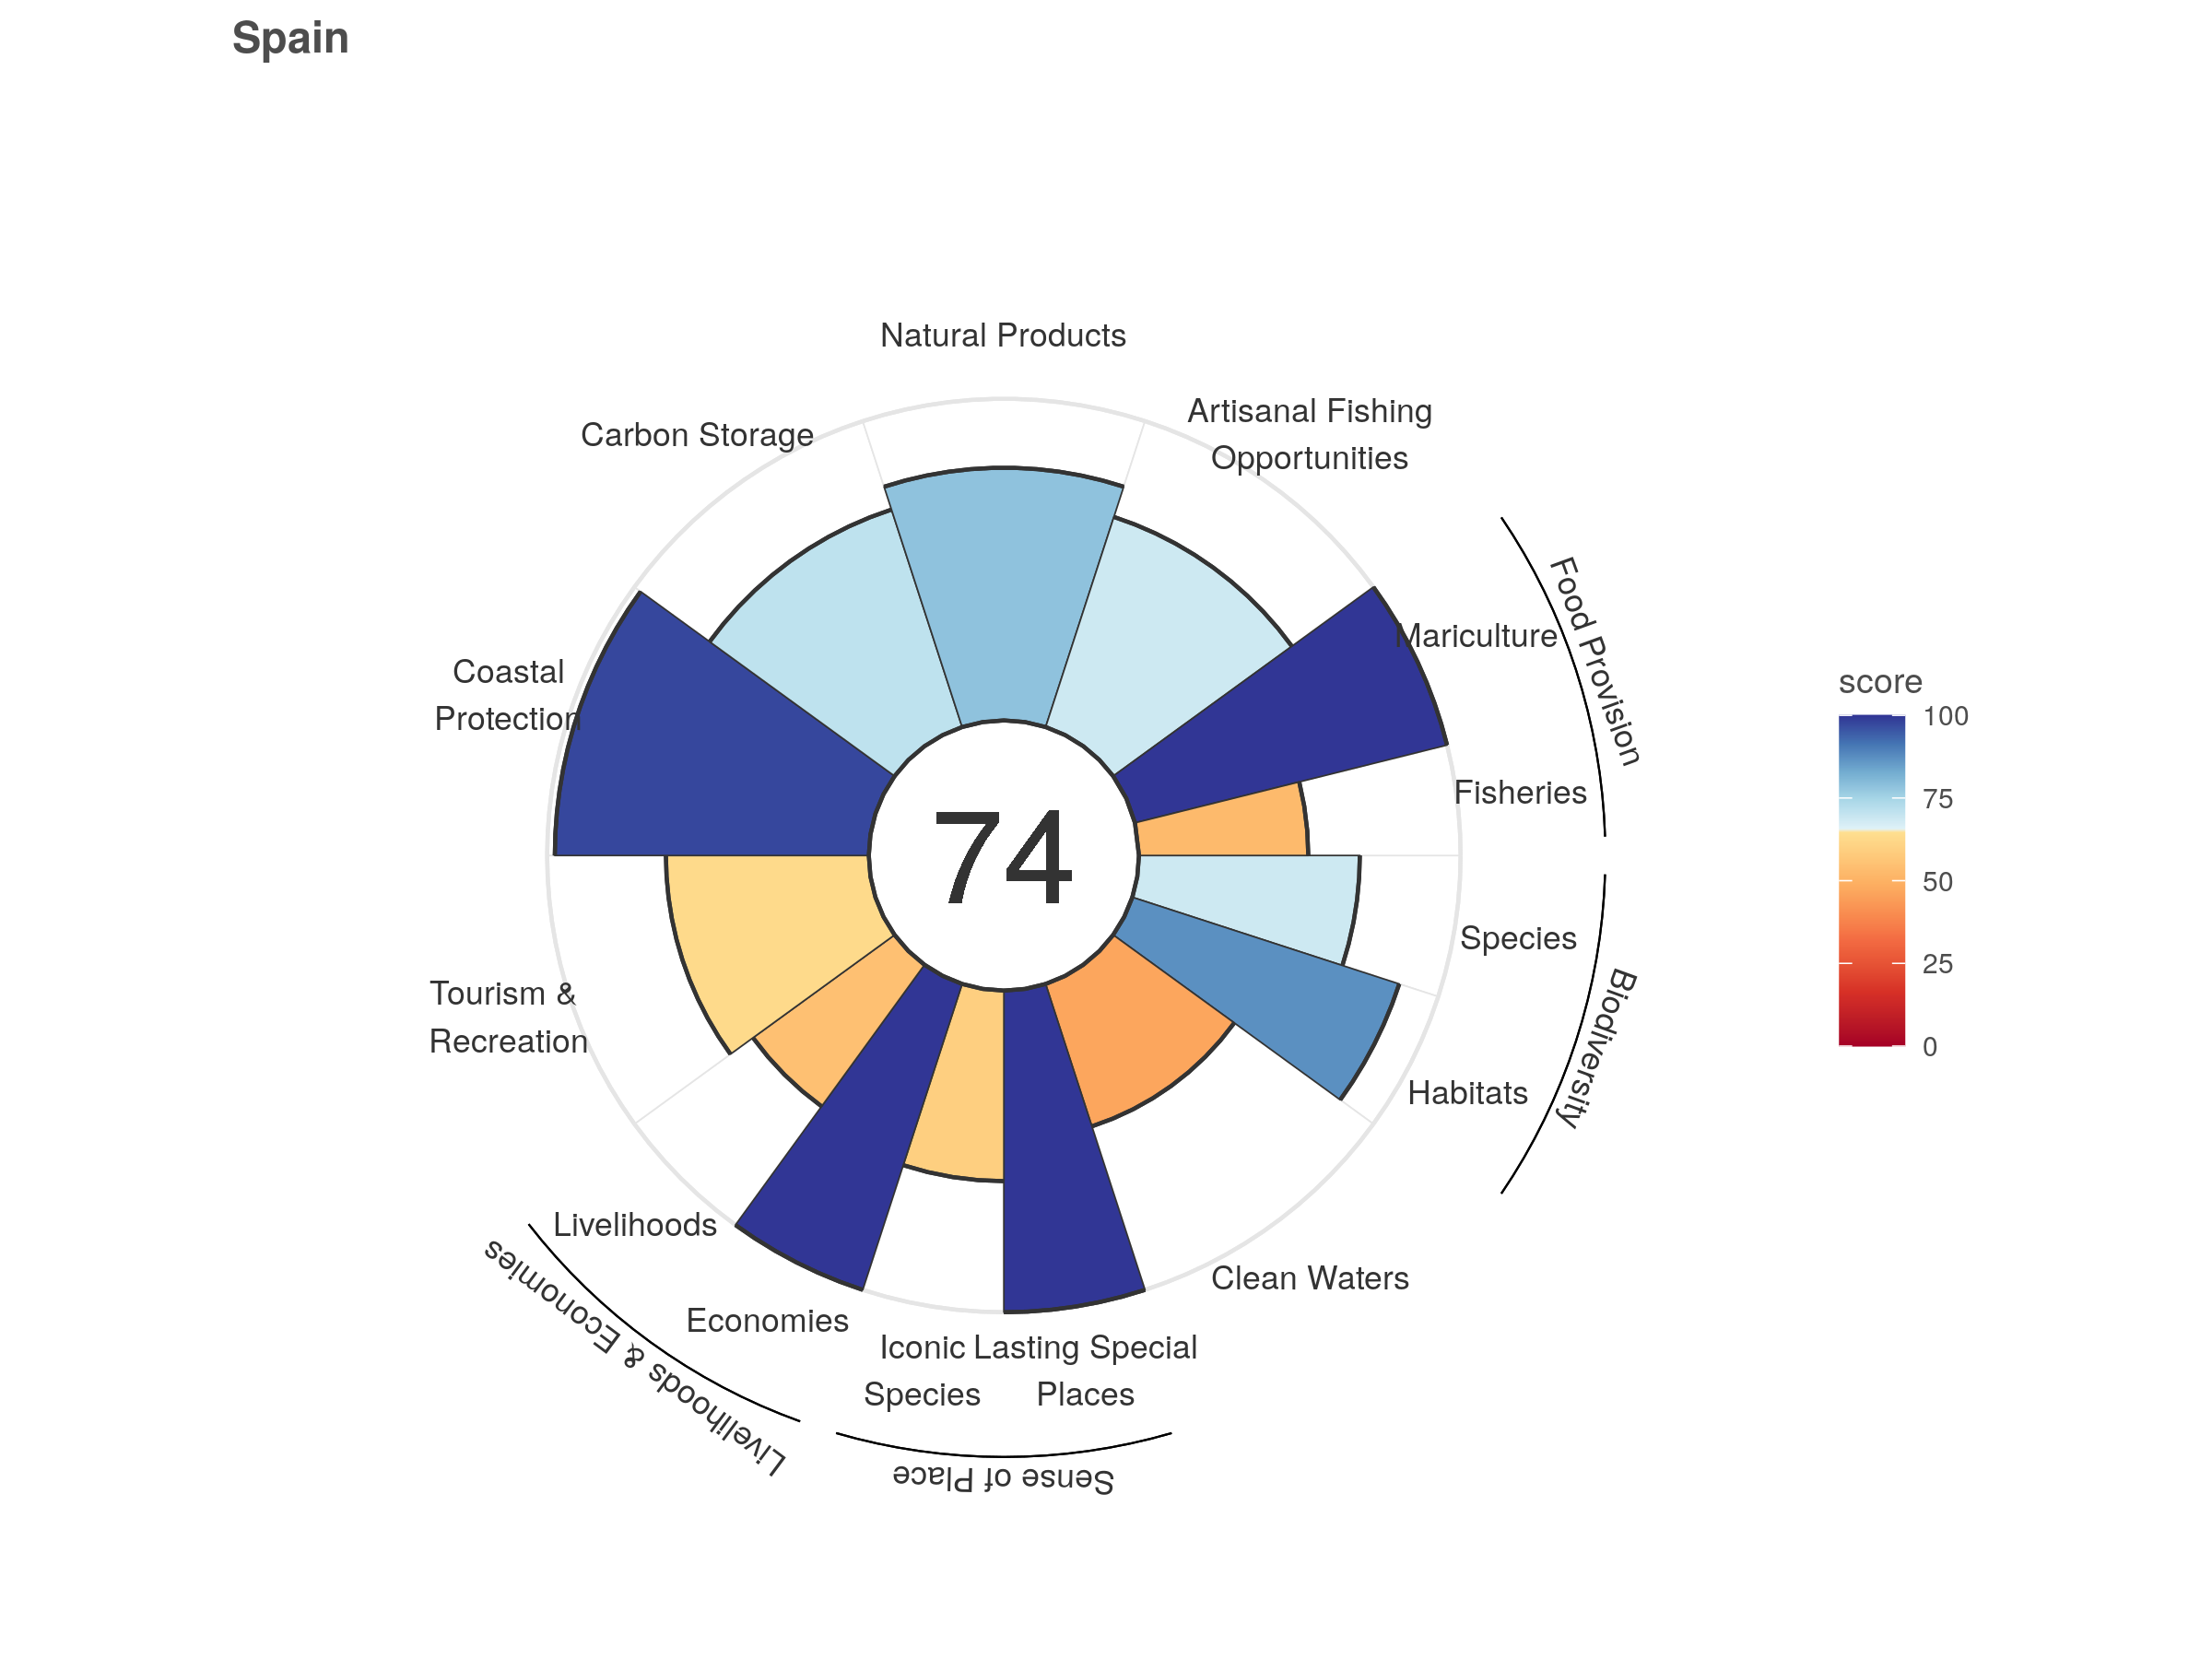 Spain
Natural Products
Artisanal Fishing
Opportunities
Carbon Storage
Mariculture
Food Provision
Coastal
Protection
Fisheries
74
Species
Biodiversity
Tourism &
Recreation
Habitats
Livelihoods
Livelihoods & Economies
Economies
Clean Waters
Iconic
Species
Lasting Special
Places
Sense of Place
score
100
75
50
25
0